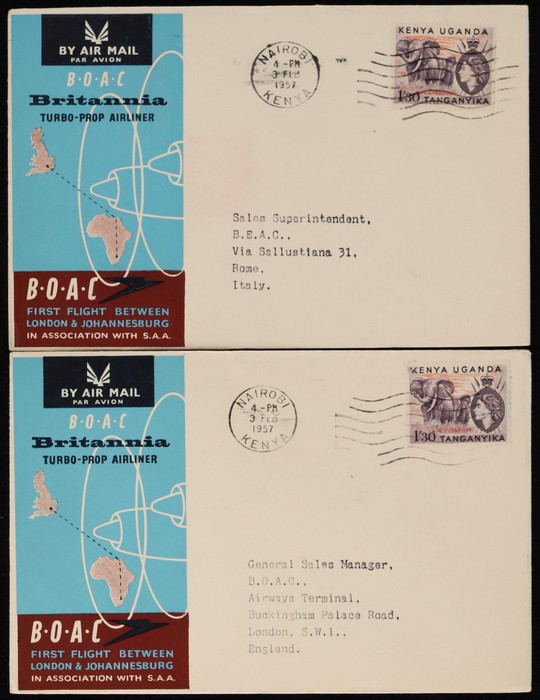 BY AIR MAIL
PAR AVION
B·O·A·C
Britannia
TURBO-PROP AIRLINER
B·O·A·C
FIRST FLIGHT BETWEEN
LONDON & JOHANNESBURG
IN ASSOCIATION WITH S.A.A.
NAIROBI
4 - PM
3 FEB
1957
KENYA
KENYA UGANDA
1'30 TANGANYIKA
Sales Superintendent,
B.E.A.C.,
Via Sallustiana 31,
Rome,
Italy.
BY AIR MAIL
PAR AVION
B·O·A·C
Britannia
TURBO-PROP AIRLINER
B·O·A·C
FIRST FLIGHT BETWEEN
LONDON & JOHANNESBURG
IN ASSOCIATION WITH S.A.A.
NAIROBI
4 - PM
3 FEB
1957
KENYA
KENYA UGANDA
1'30 TANGANYIKA
General Sales Manager,
B.O.A.C.,
Airways Terminal,
Buckingham Palace Road,
London, S.W.1.,
England.